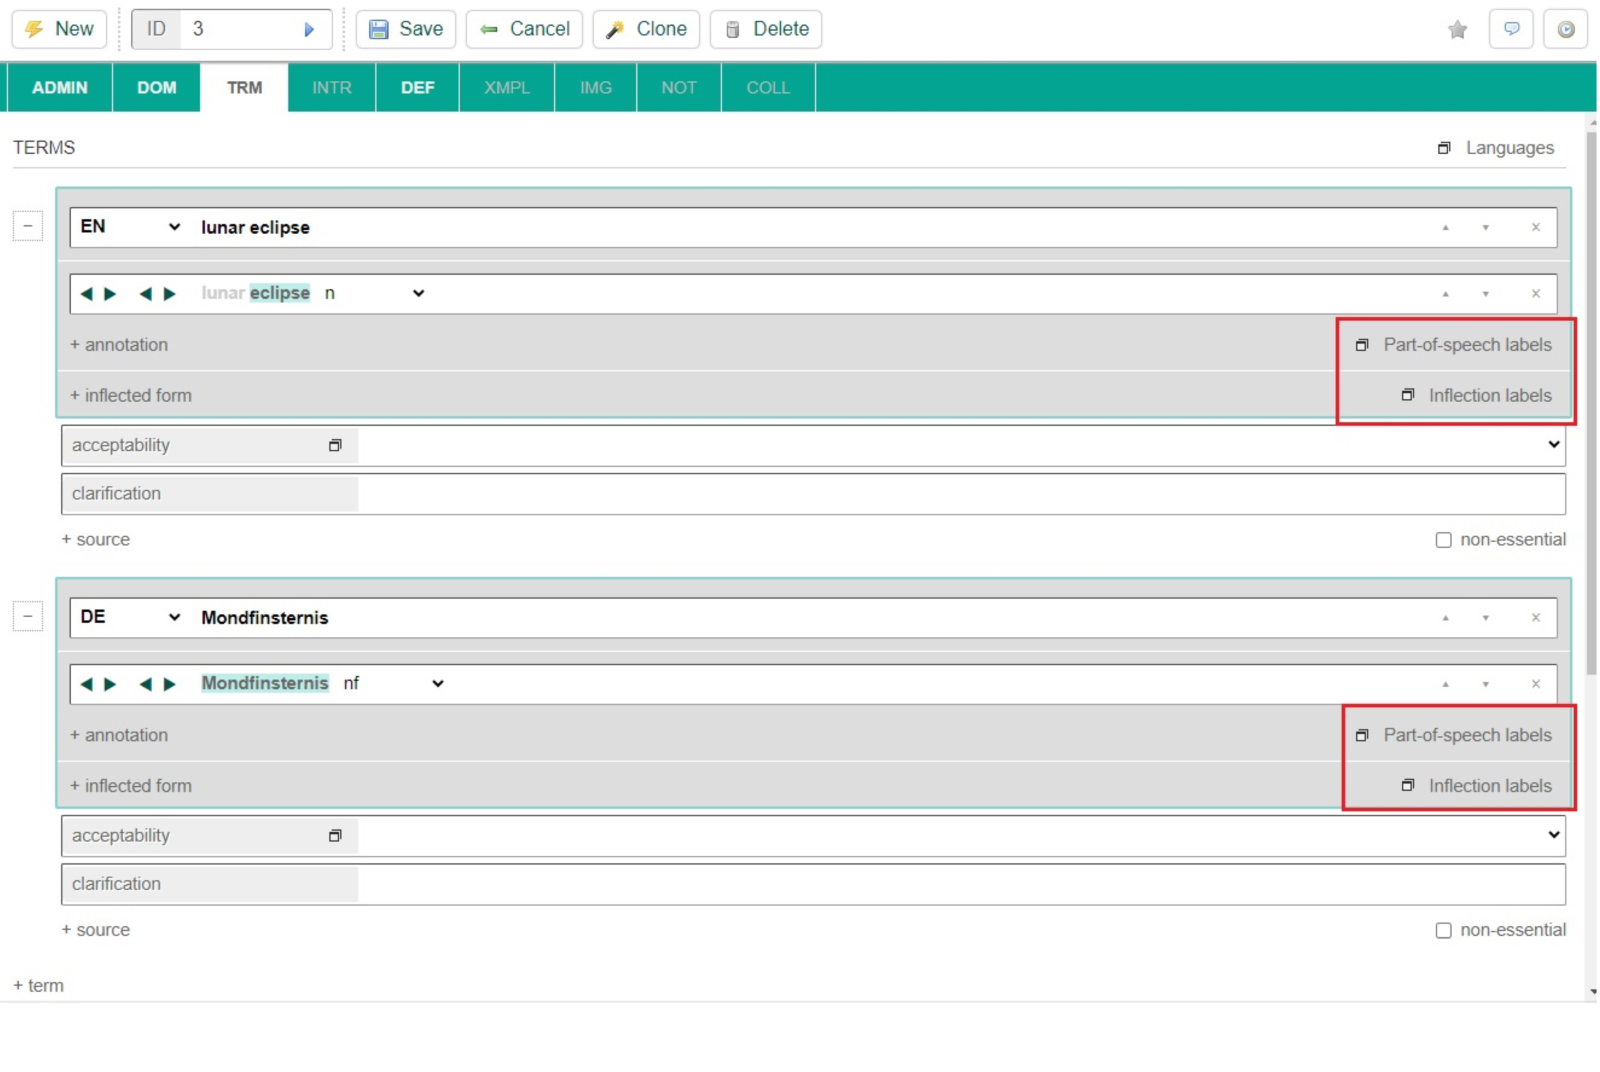 New ID 3 Save Cancel Clone Delete
ADMIN DOM TRM INTR DEF XMPL IMG NOT COLL
TERMS Languages
EN lunar eclipse
lunar eclipse n
+ annotation Part-of-speech labels
+ inflected form Inflection labels
acceptability
clarification
+ source non-essential
DE Mondfinsternis
Mondfinsternis nf
+ annotation Part-of-speech labels
+ inflected form Inflection labels
acceptability
clarification
+ source non-essential
+ term